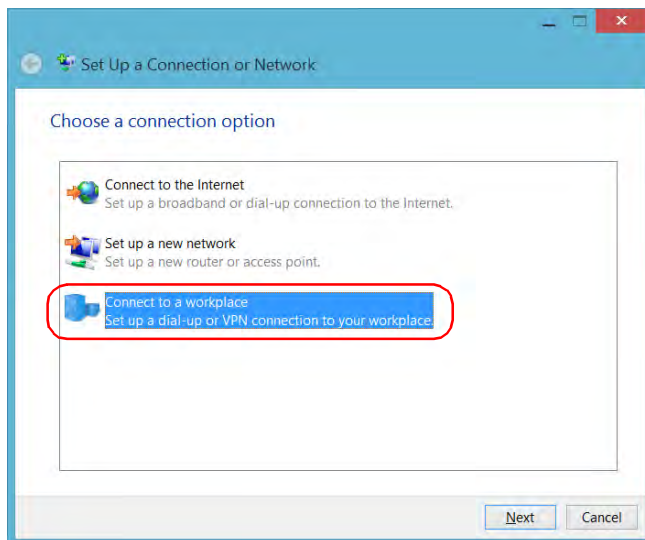 Set Up a Connection or Network
Choose a connection option
Connect to the Internet
Set up a broadband or dial-up connection to the Internet.
Set up a new network
Set up a new router or access point.
Connect to a workplace
Set up a dial-up or VPN connection to your workplace.
Next
Cancel